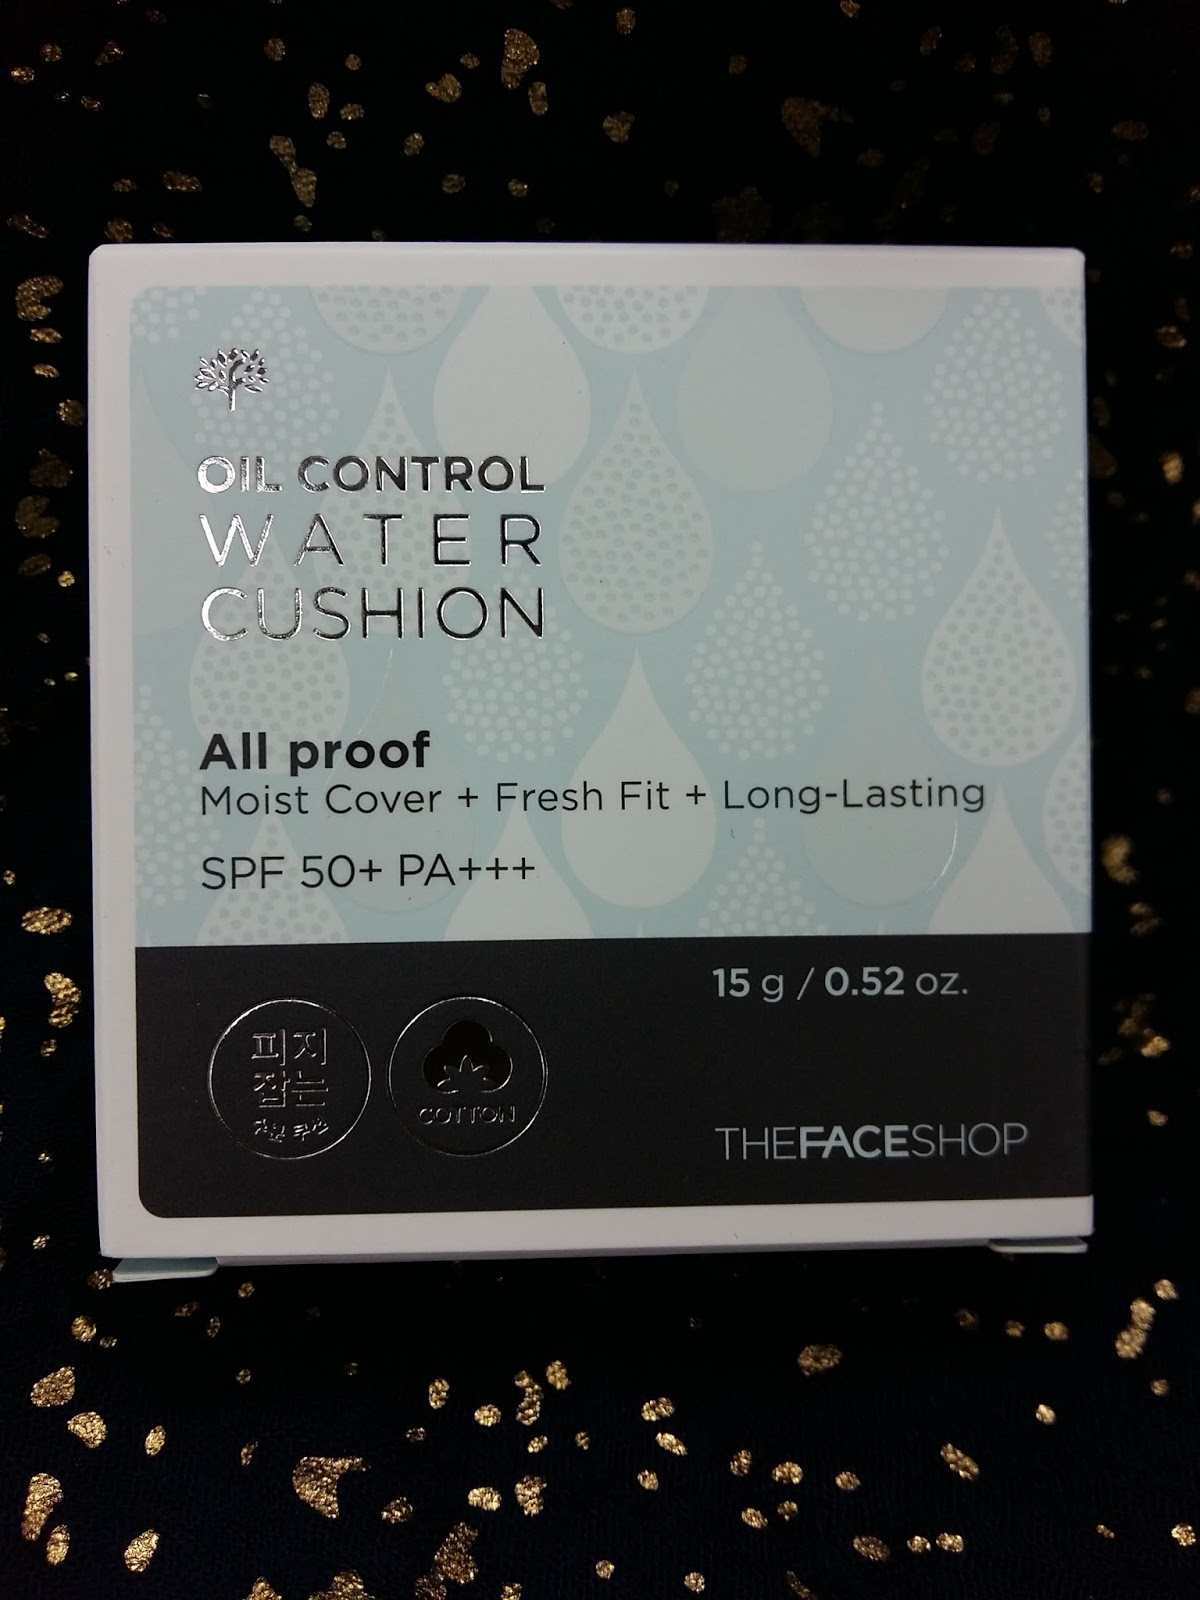 OIL CONTROL
WATER
CUSHION
All proof
Moist Cover + Fresh Fit + Long-Lasting
SPF 50+ PA+++
15 g / 0.52 oz.
피지
잡는
COTTON
THEFACESHOP